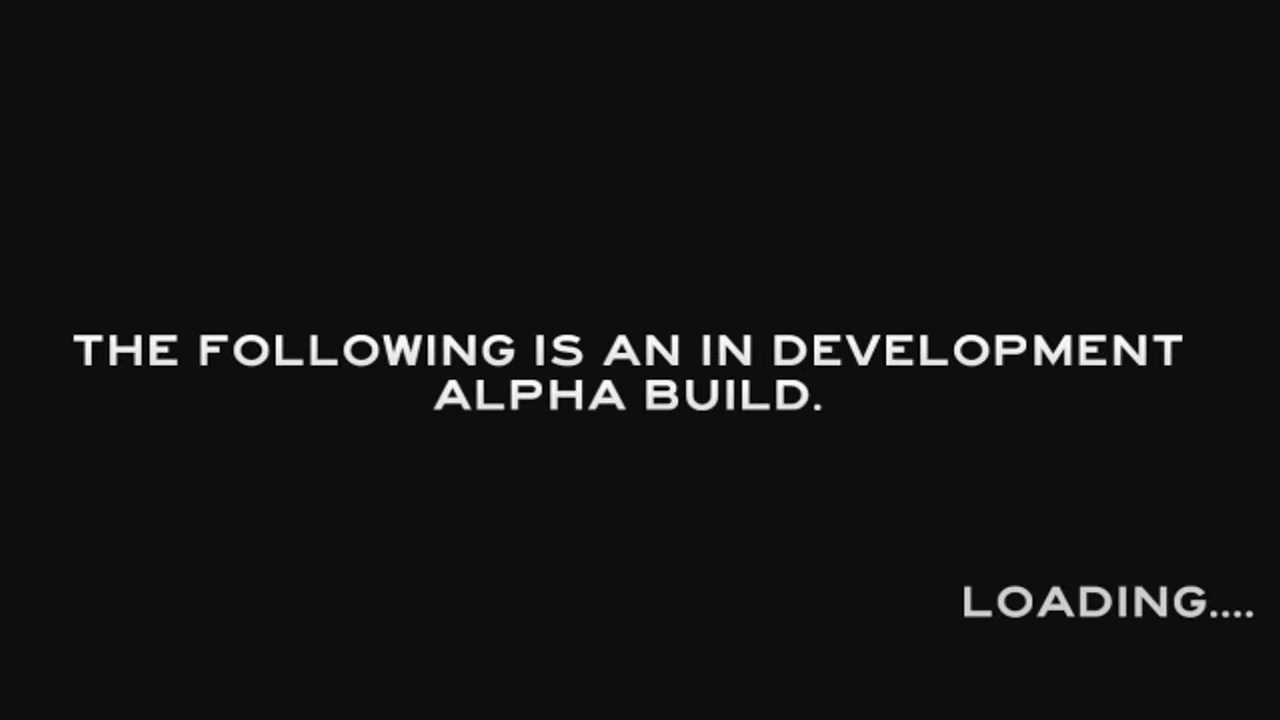 THE FOLLOWING IS AN IN DEVELOPMENT
ALPHA BUILD.
LOADING....